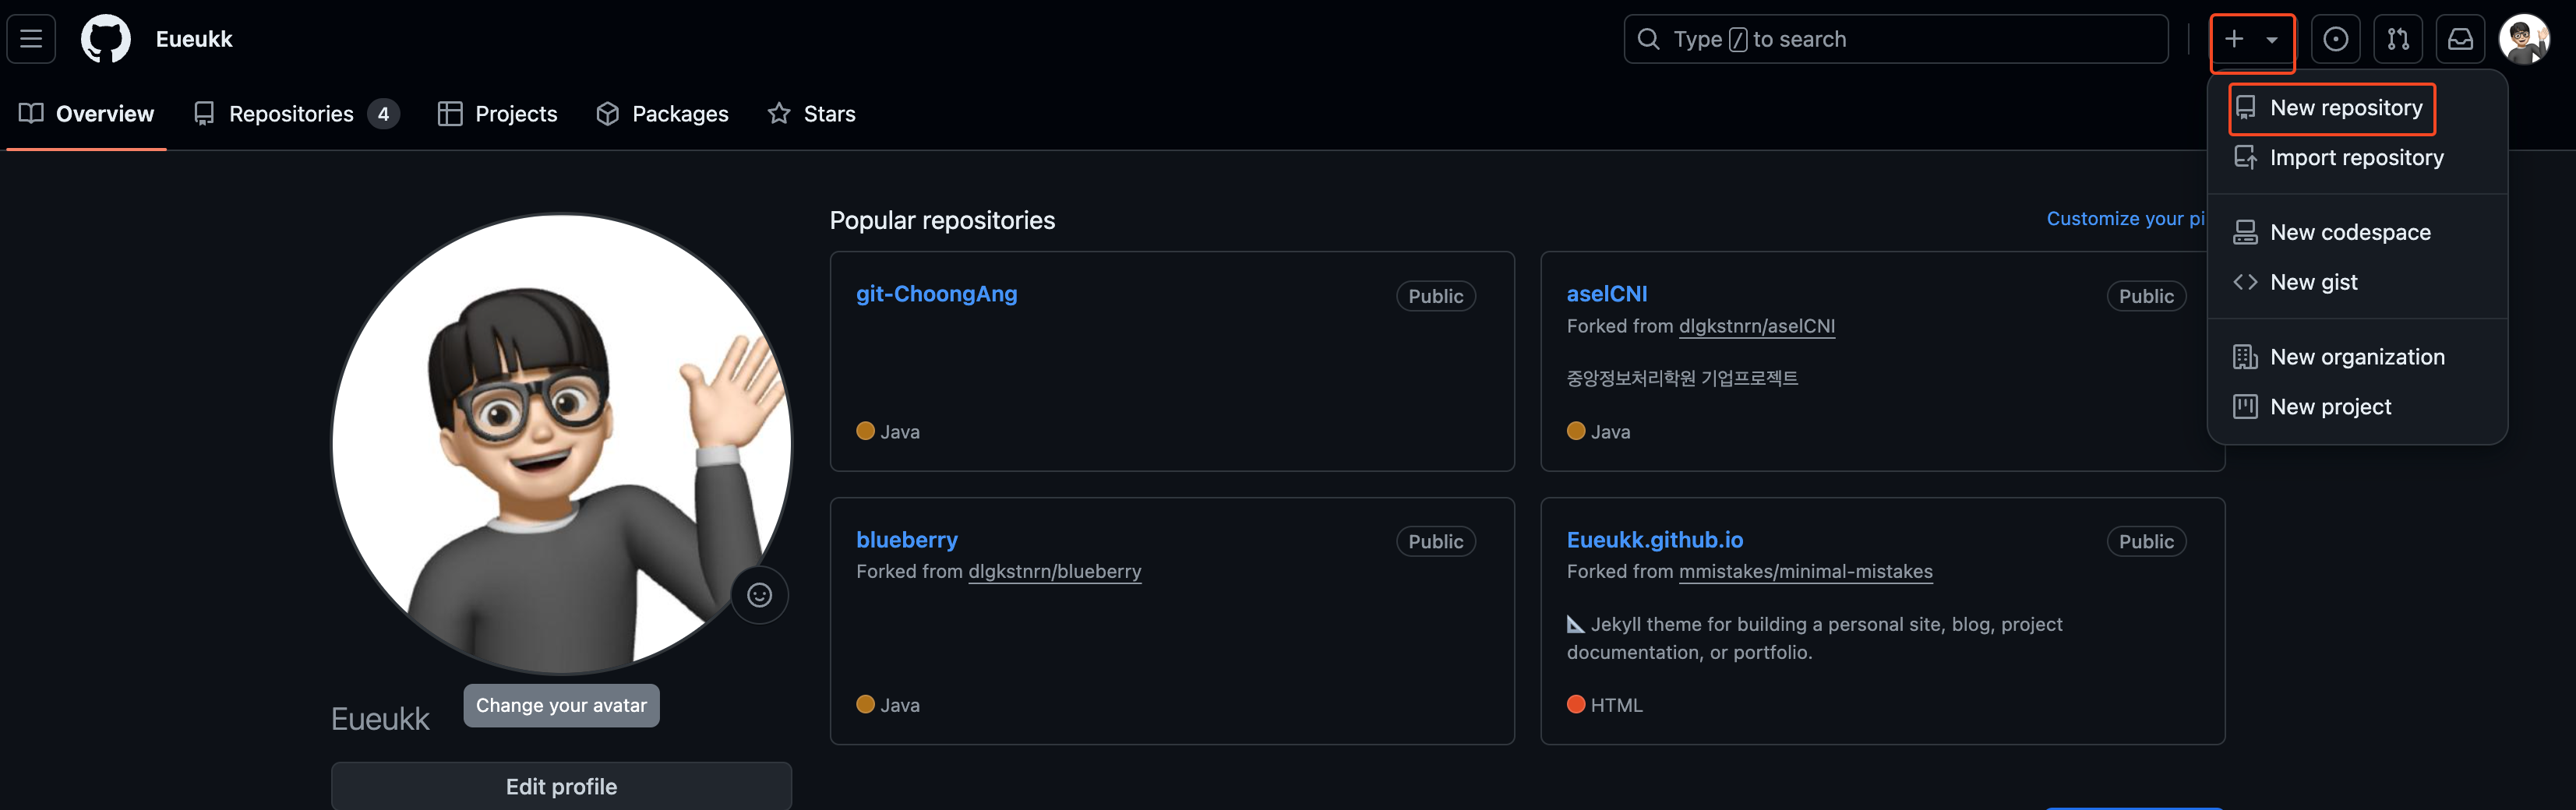 Eueukk
Type / to search
Overview
Repositories 4
Projects
Packages
Stars
New repository
Import repository
New codespace
New gist
New organization
New project
Popular repositories
Customize your pi
git-ChoongAng
Public
Java
aselCNI
Public
Forked from dlgkstnrn/aselCNI
중앙정보처리학원 기업프로젝트
Java
blueberry
Public
Forked from dlgkstnrn/blueberry
Java
Eueukk.github.io
Public
Forked from mmistakes/minimal-mistakes
Jekyll theme for building a personal site, blog, project
documentation, or portfolio.
HTML
Eueukk
Change your avatar
Edit profile